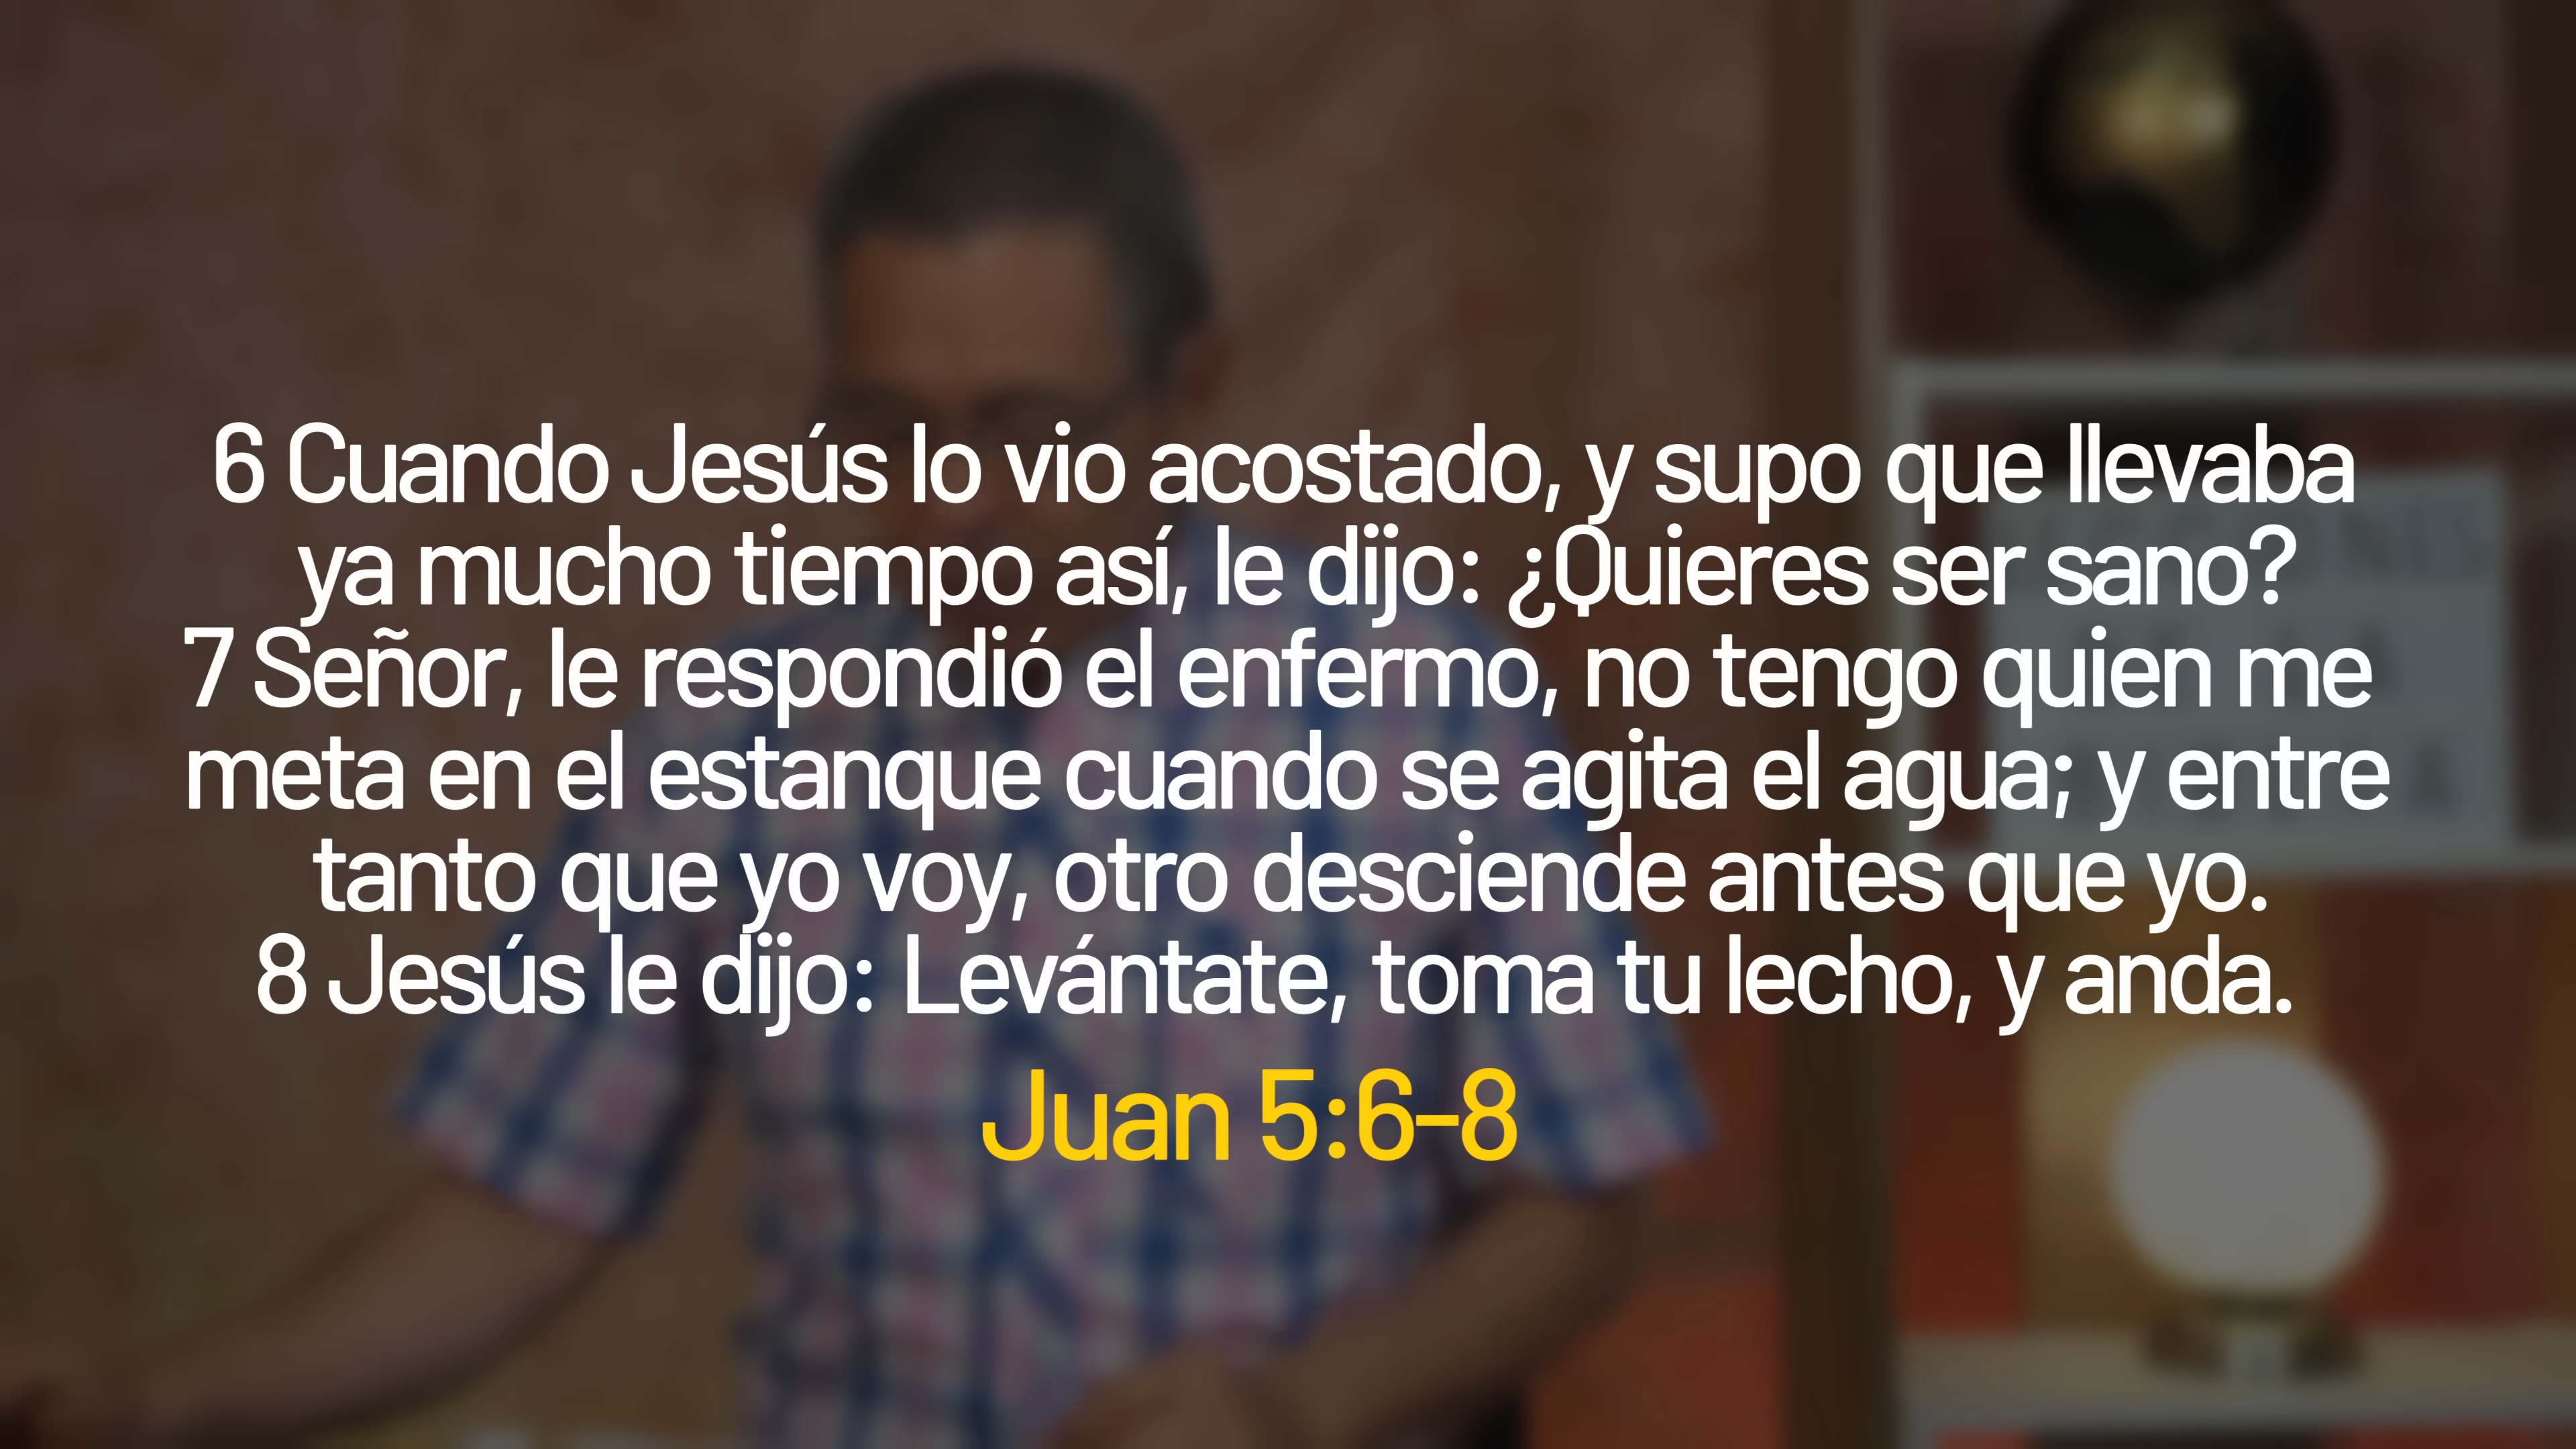 6 Cuando Jesús lo vio acostado, y supo que llevaba
ya mucho tiempo así, le dijo: ¿Quieres ser sano?
7 Señor, le respondió el enfermo, no tengo quien me
meta en el estanque cuando se agita el agua; y entre
tanto que yo voy, otro desciende antes que yo.
8 Jesús le dijo: Levántate, toma tu lecho, y anda.
Juan 5:6-8